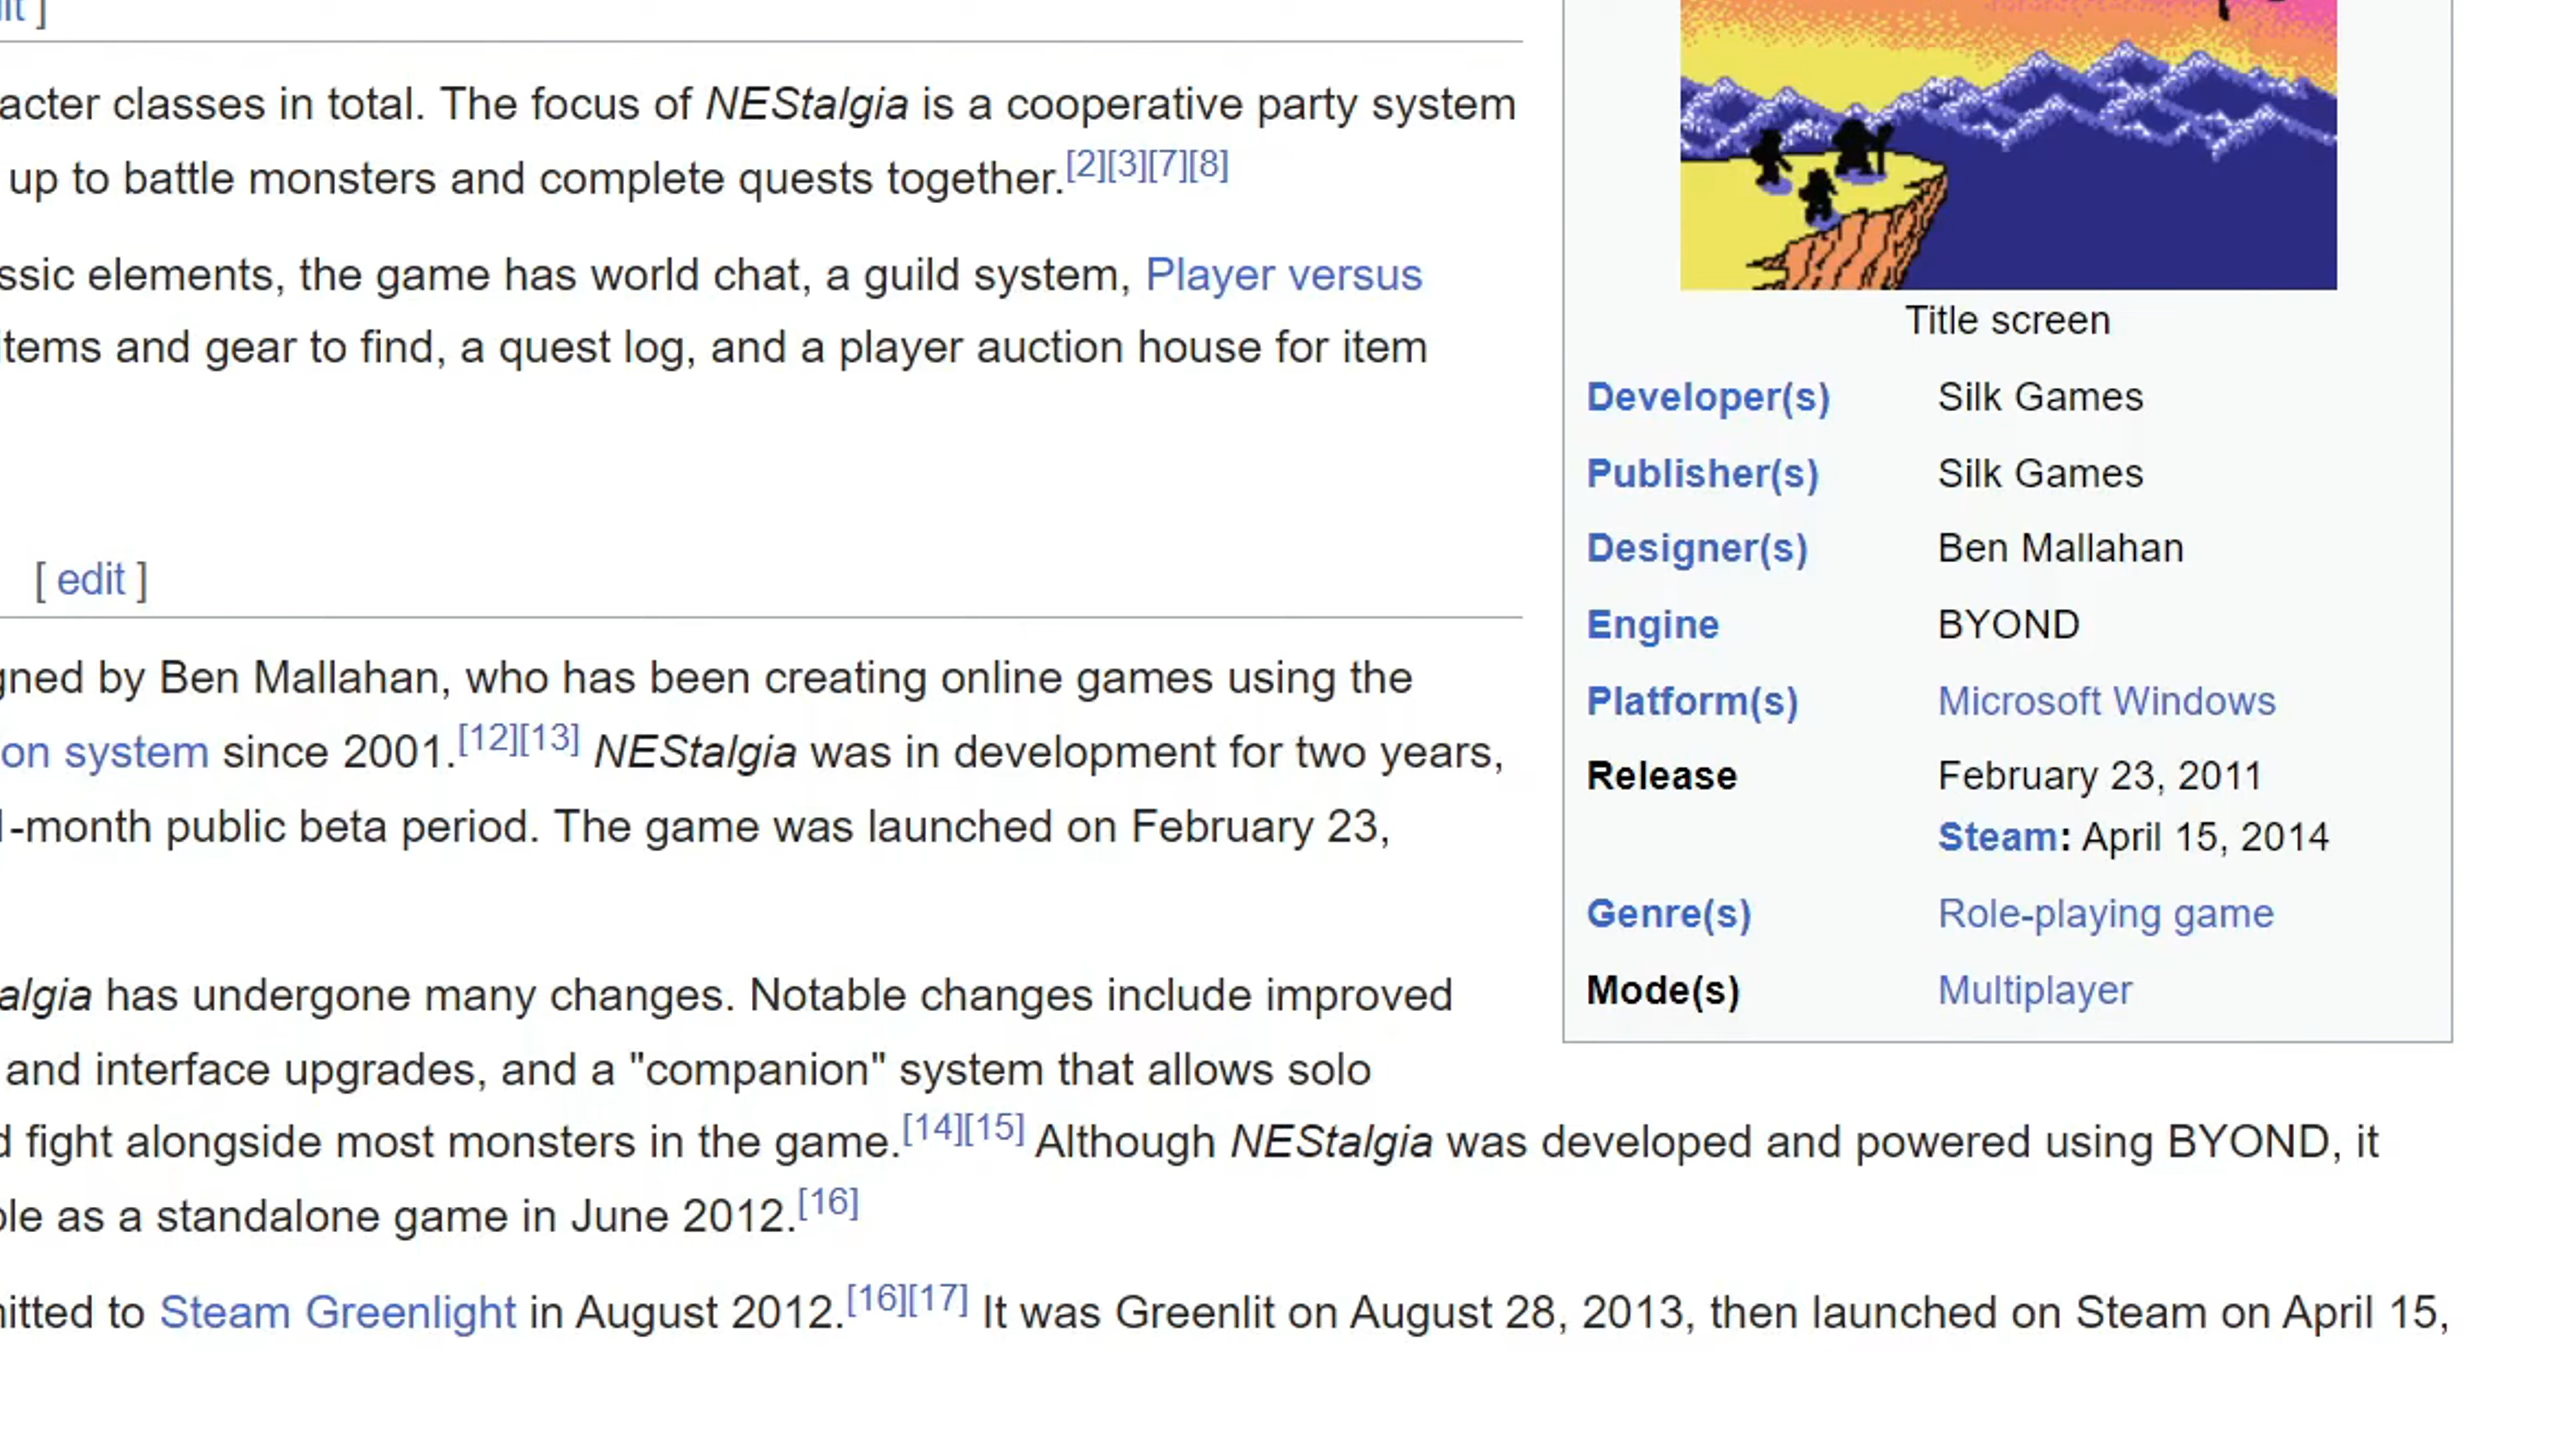 ]
acter classes in total. The focus of NEStalgia is a cooperative party system
up to battle monsters and complete quests together.[2][3][7][8]
ssic elements, the game has world chat, a guild system, Player versus
items and gear to find, a quest log, and a player auction house for item
[ edit ]
gned by Ben Mallahan, who has been creating online games using the
on system since 2001.[12][13] NEStalgia was in development for two years,
-month public beta period. The game was launched on February 23,
algia has undergone many changes. Notable changes include improved
and interface upgrades, and a "companion" system that allows solo
d fight alongside most monsters in the game.[14][15] Although NEStalgia was developed and powered using BYOND, it
ble as a standalone game in June 2012.[16]
mitted to Steam Greenlight in August 2012.[16][17] It was Greenlit on August 28, 2013, then launched on Steam on April 15,
Title screen
Developer(s) Silk Games
Publisher(s) Silk Games
Designer(s) Ben Mallahan
Engine BYOND
Platform(s) Microsoft Windows
Release February 23, 2011
Steam: April 15, 2014
Genre(s) Role-playing game
Mode(s) Multiplayer